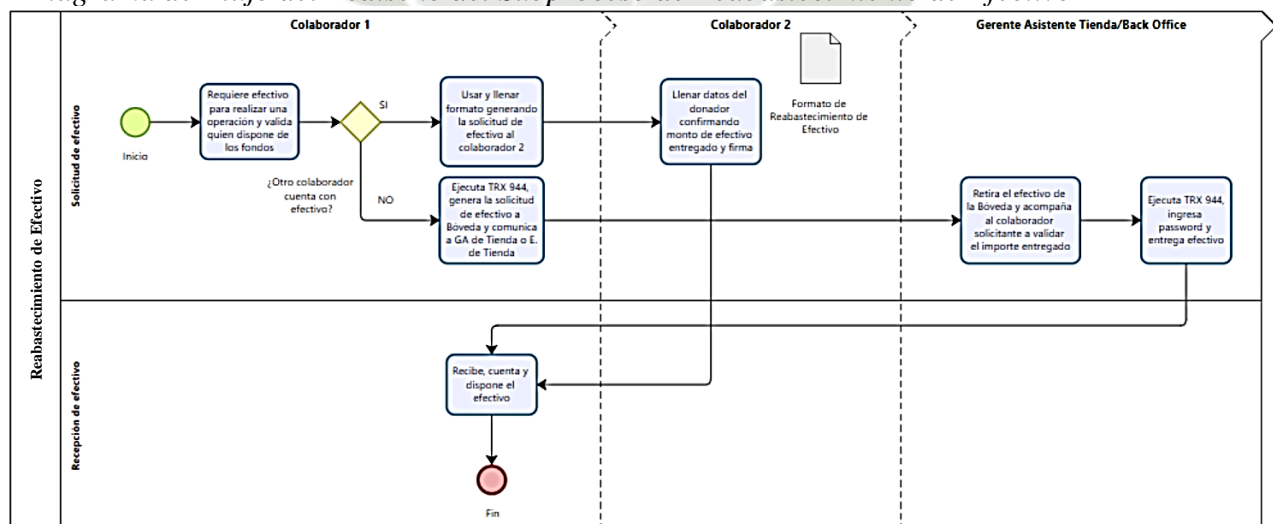 Colaborador 1
Colaborador 2
Gerente Asistente Tienda/Back Office
Reabastecimiento de Efectivo
Solicitud de efectivo
Inicio
Requiere efectivo
para realizar una
operación y valida
quien dispone de
los fondos
¿Otro colaborador
cuenta con
efectivo?
SI
NO
Usar y llenar
formato generando
la solicitud de
efectivo al
colaborador 2
Ejecuta TRX 944,
genera la solicitud
de efectivo a
Bóveda y comunica
a GA de Tienda o E.
de Tienda
Llenar datos del
donador
confirmando
monto de efectivo
entregado y firma
Formato de
Reabastecimiento de
Efectivo
Retira el efectivo de
la Bóveda y acompaña
al colaborador
solicitante a validar
el importe entregado
Ejecuta TRX 944,
ingresa
password y
entrega efectivo
Recepción de efectivo
Recibe, cuenta y
dispone el
efectivo
Fin